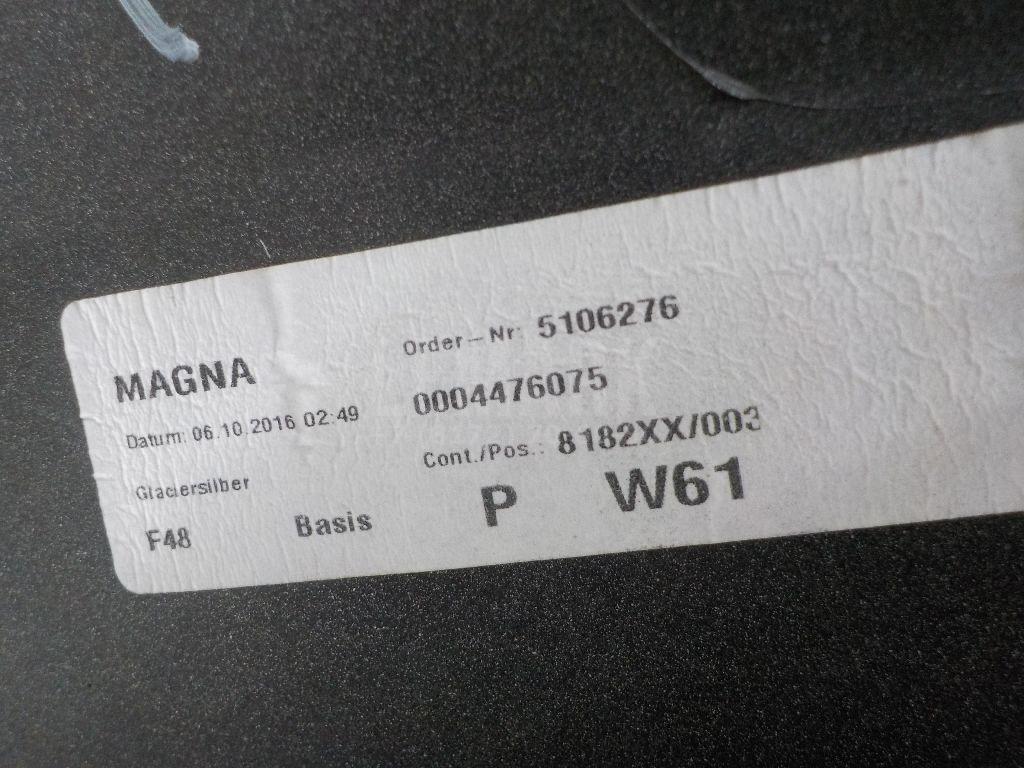 MAGNA
Datum: 06.10.2016 02:49
Glaciersilber
F48 Basis
Order-Nr: 5106276
0004476075
Cont./Pos.: 8182XX/003
P W61